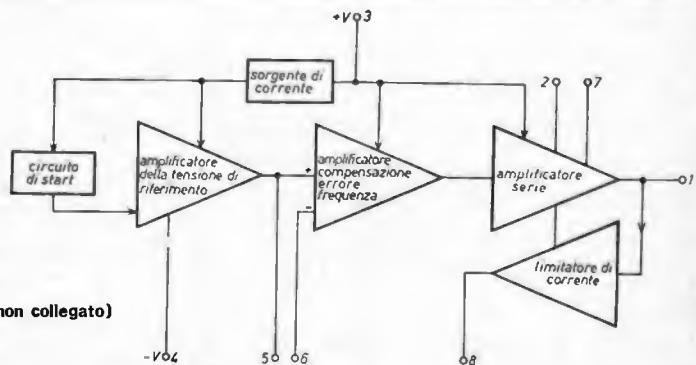 +V 3
sorgente di
corrente
2
7
circuito
di start
amplificatore
della tensione di
riferimento
+
amplificatore
compensazione
errore
frequenza
-
amplificatore
serie
1
limitatore di
corrente
non collegato)
-V 4
5
6
8